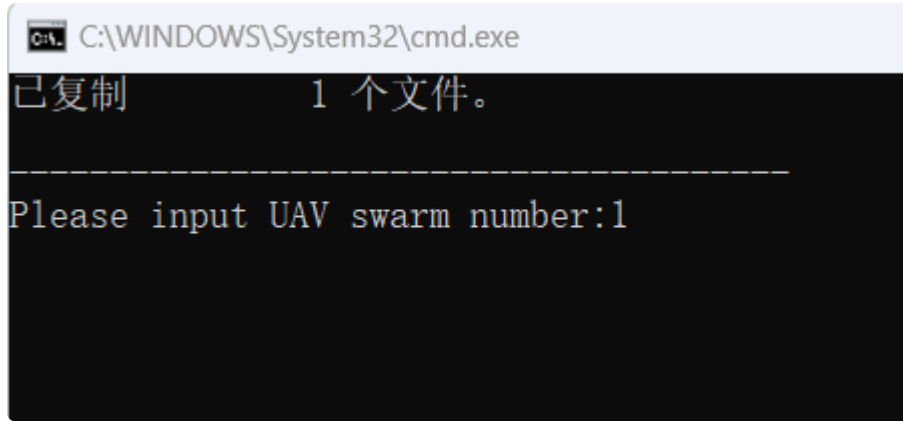 C:\WINDOWS\System32\cmd.exe
已复制         1 个文件。
---------------------------------------
Please input UAV swarm number:1